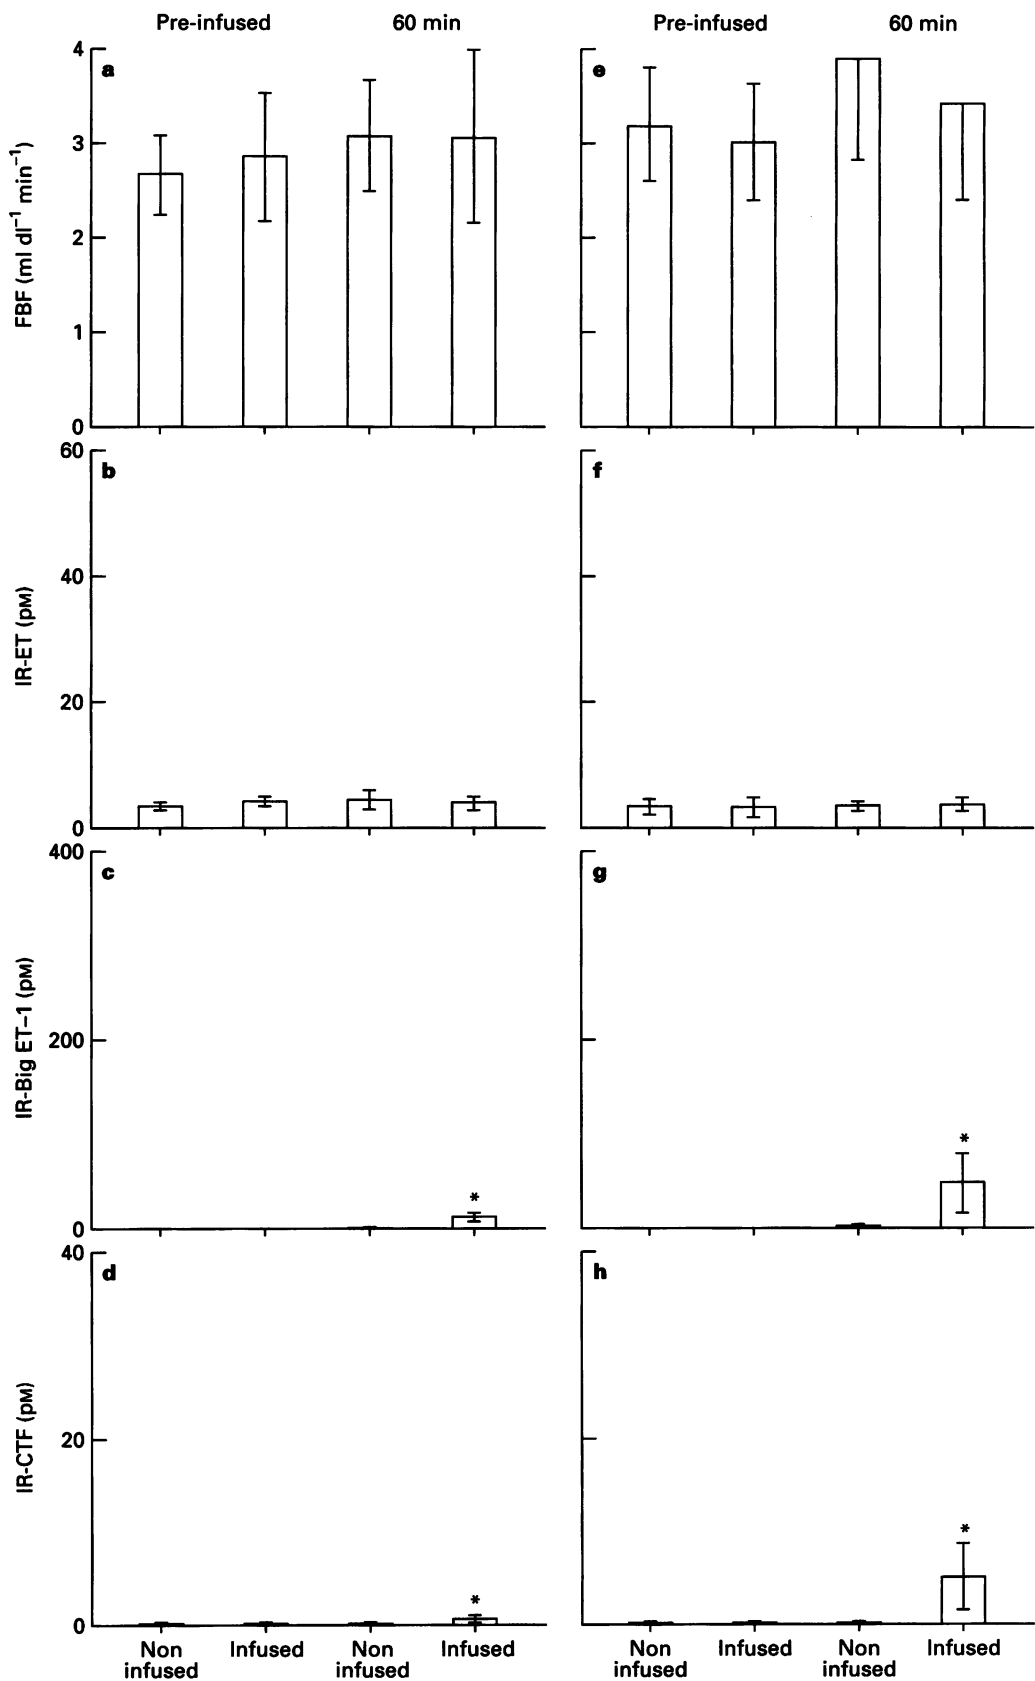 Pre-infused 60 min Pre-infused 60 min
a
e
FBF (ml dl⁻¹ min⁻¹)
4
3
2
1
0
b
f
IR-ET (pM)
60
40
20
0
c
g
IR-Big ET-1 (pM)
400
200
0
*
*
d
h
IR-CTF (pM)
40
20
0
*
*
Non infused
Infused
Non infused
Infused
Non infused
Infused
Non infused
Infused